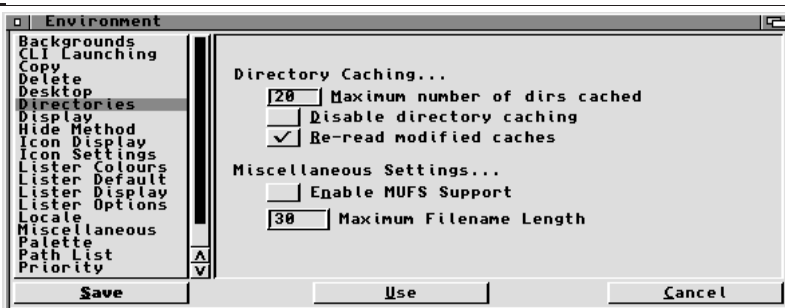 Environment
Backgrounds
CLI Launching
Copy
Delete
Desktop
Directories
Display
Hide Method
Icon Display
Icon Settings
Lister Colours
Lister Default
Lister Display
Lister Options
Locale
Miscellaneous
Palette
Path List
Priority
Directory Caching...
20 Maximum number of dirs cached
Disable directory caching
Re-read modified caches
Miscellaneous Settings...
Enable MUFS Support
30 Maximum Filename Length
Save
Use
Cancel